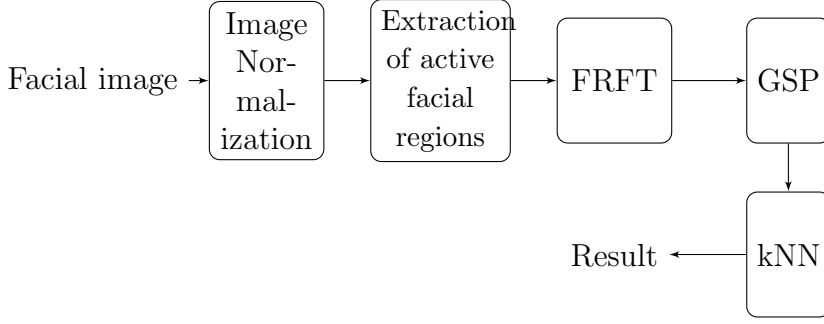 Facial image
Image
Nor-
mal-
ization
Extraction
of active
facial
regions
FRFT
GSP
kNN
Result